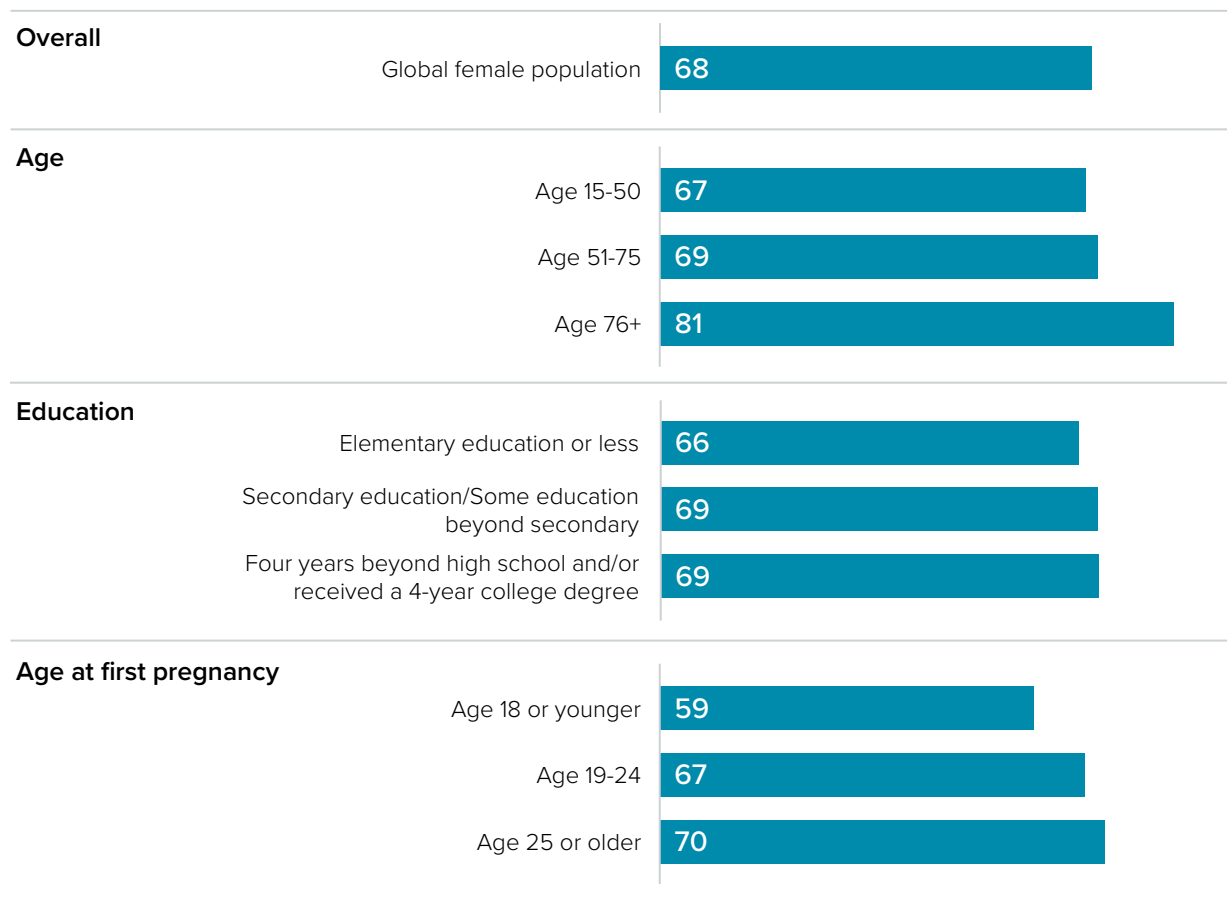 Overall
Global female population
68
Age
Age 15-50
67
Age 51-75
69
Age 76+
81
Education
Elementary education or less
66
Secondary education/Some education
beyond secondary
69
Four years beyond high school and/or
received a 4-year college degree
69
Age at first pregnancy
Age 18 or younger
59
Age 19-24
67
Age 25 or older
70